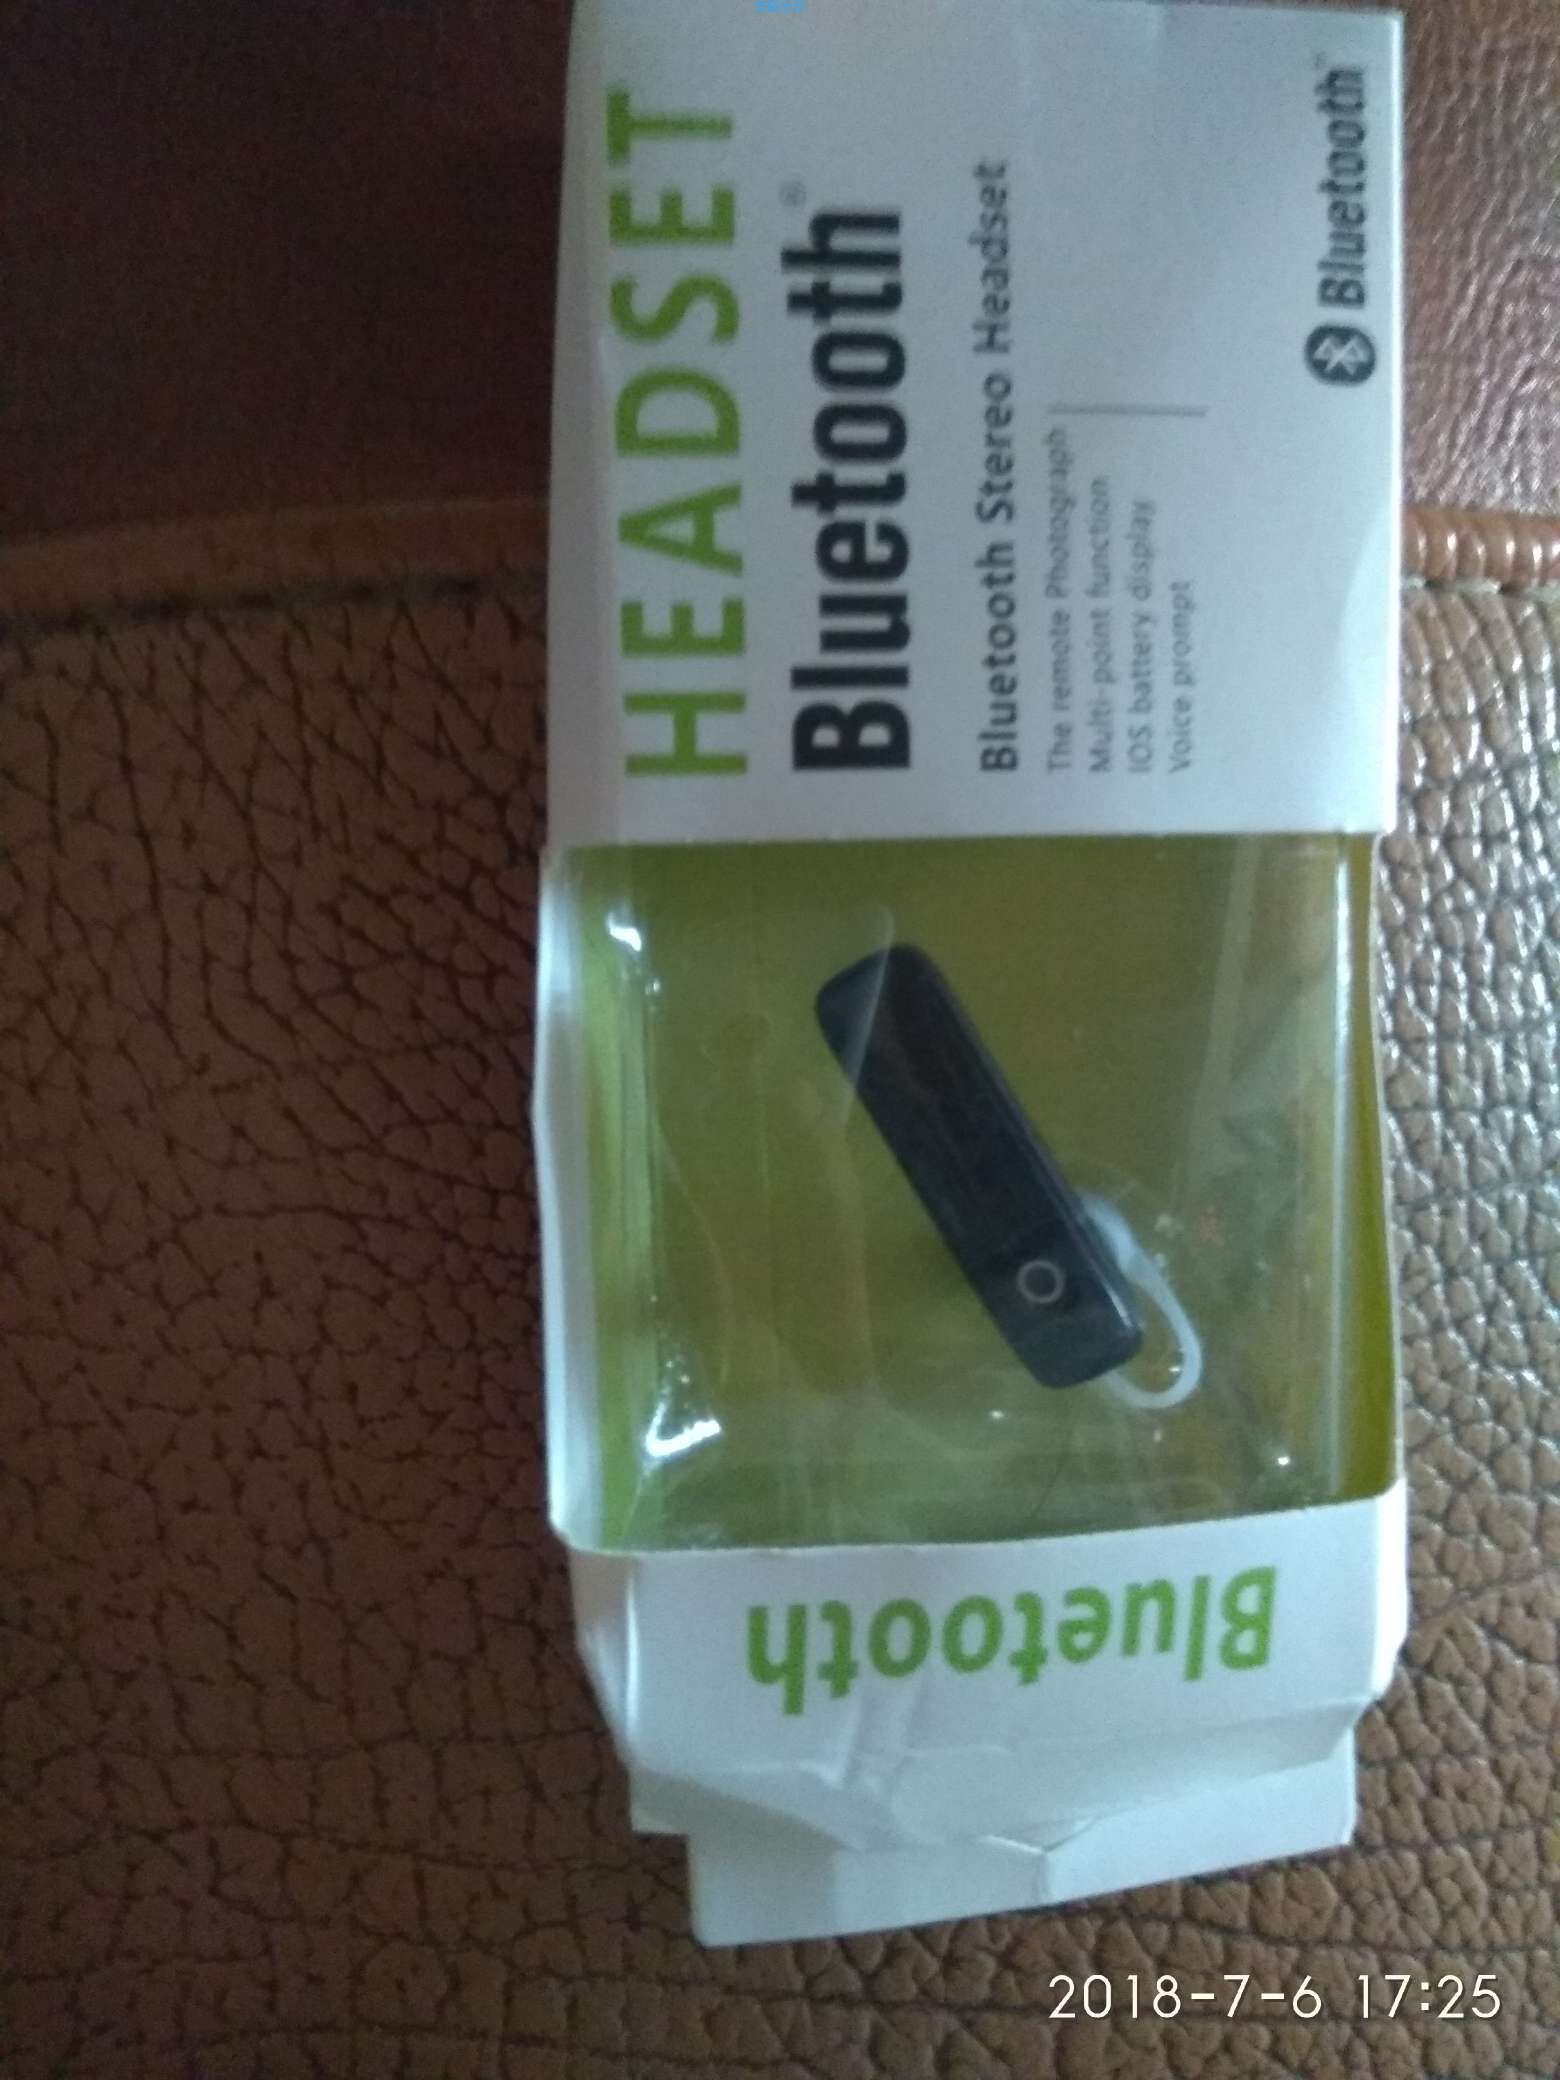 HEADSET
Bluetooth®
Bluetooth Stereo Headset
The remote Photograph
Multi-point function
IOS battery display
Voice prompt
Bluetooth™
Bluetooth
2018-7-6 17:25